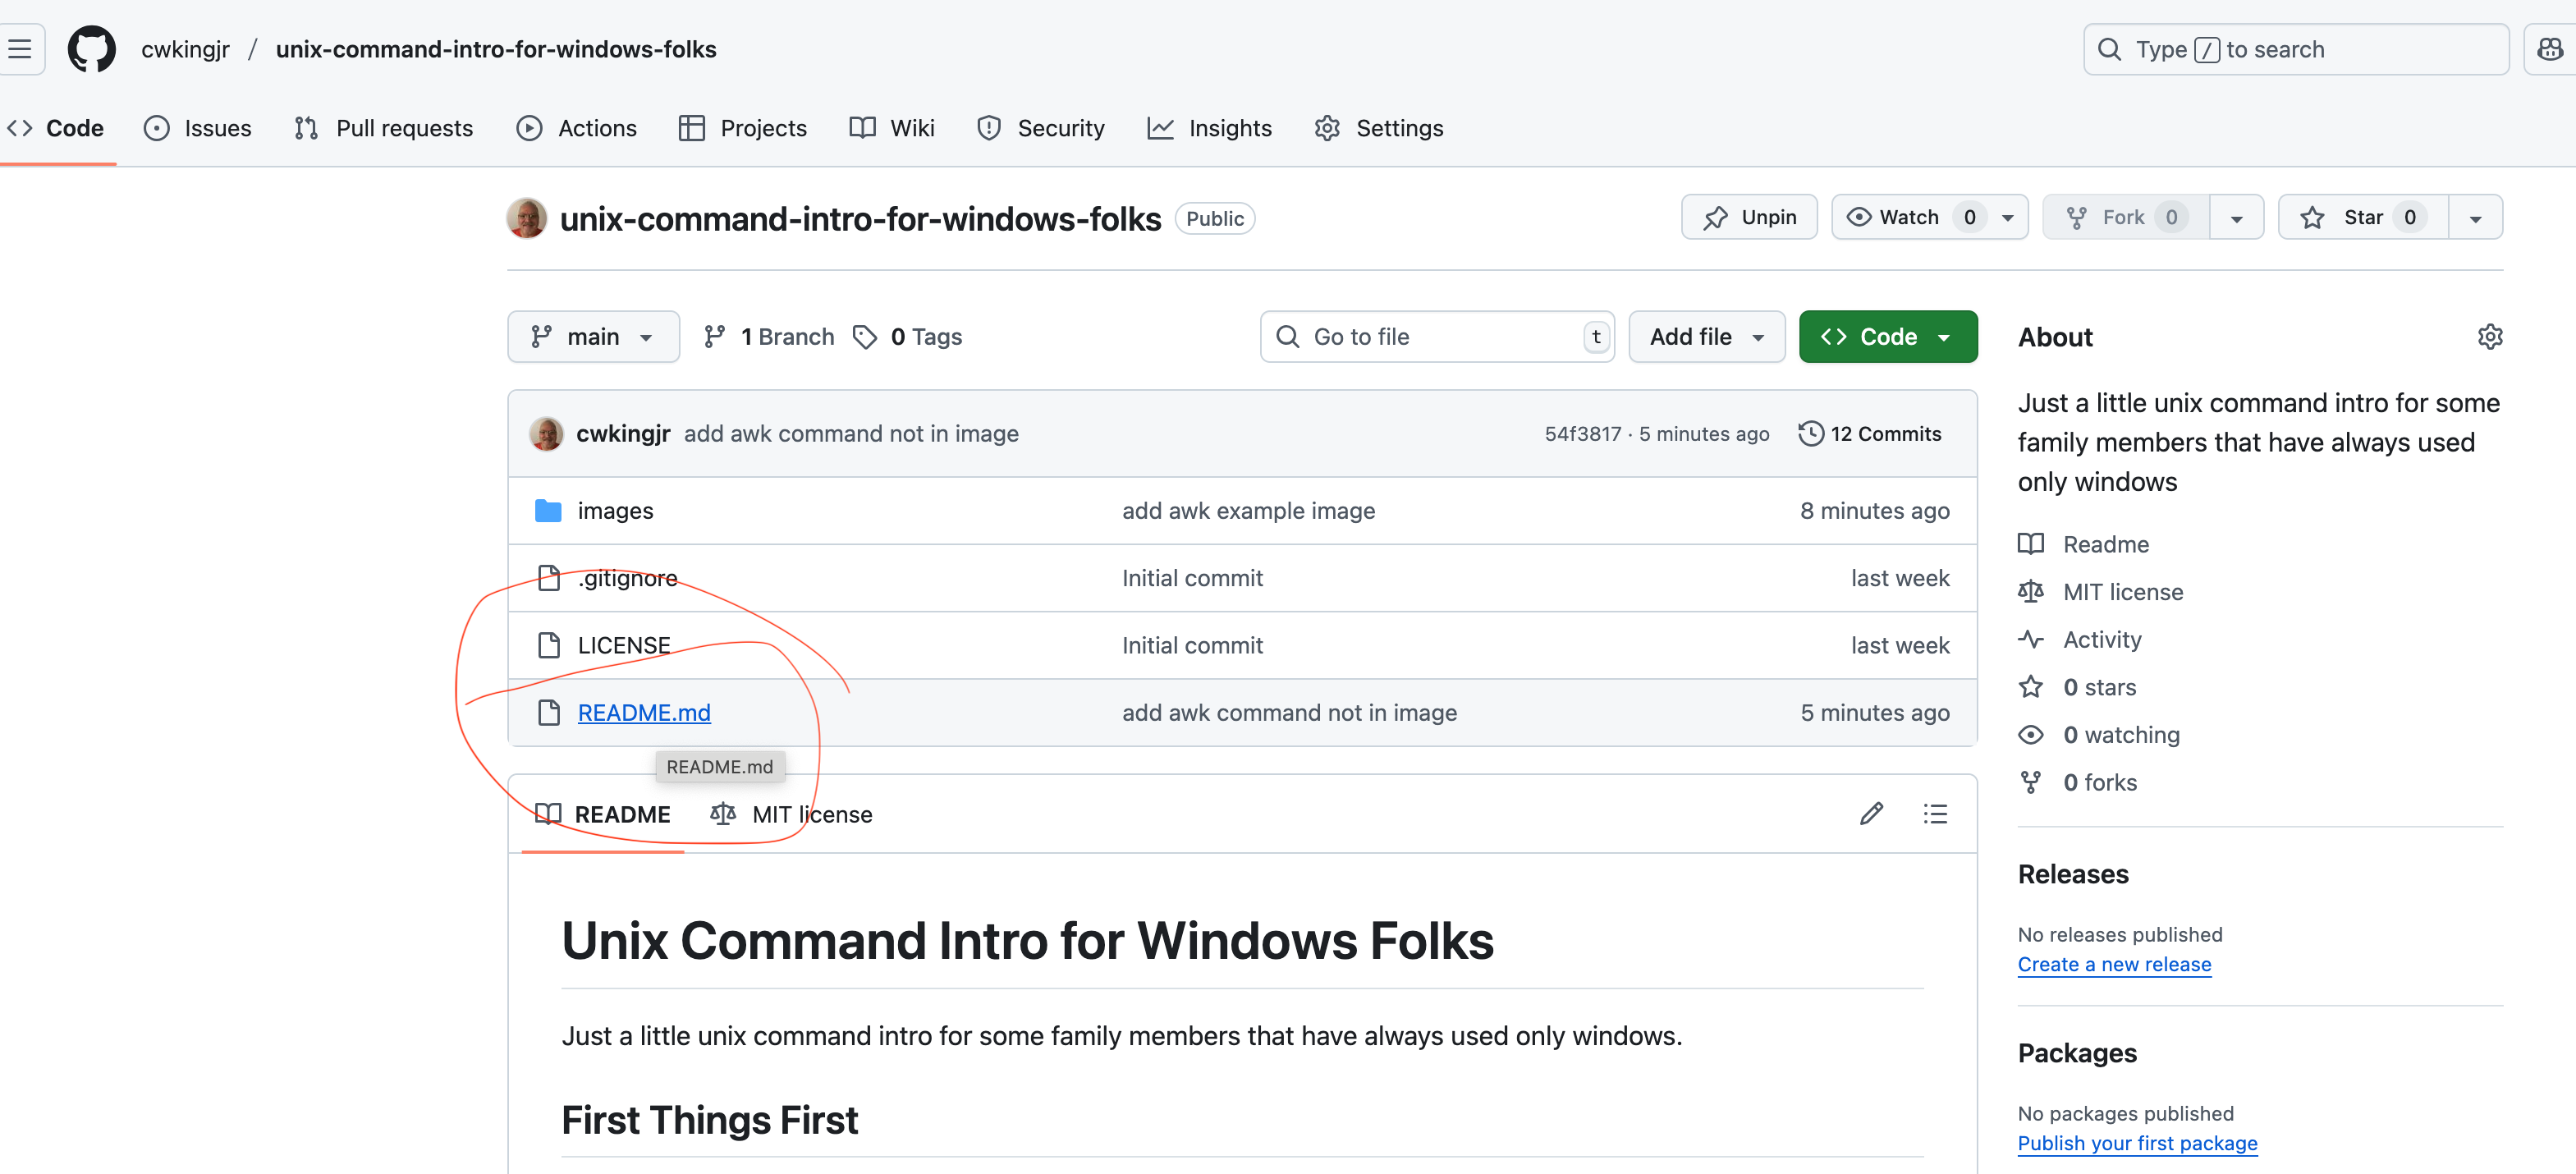 cwkingjr / unix-command-intro-for-windows-folks
Type / to search
Code Issues Pull requests Actions Projects Wiki Security Insights Settings
unix-command-intro-for-windows-folks Public
Unpin Watch 0 Fork 0 Star 0
main 1 Branch 0 Tags Go to file t Add file Code
cwkingjr add awk command not in image 54f3817 · 5 minutes ago 12 Commits
images add awk example image 8 minutes ago
.gitignore Initial commit last week
LICENSE Initial commit last week
README.md add awk command not in image 5 minutes ago
README.md
README MIT license
Unix Command Intro for Windows Folks
Just a little unix command intro for some family members that have always used only windows.
First Things First
About
Just a little unix command intro for some
family members that have always used
only windows
Readme
MIT license
Activity
0 stars
0 watching
0 forks
Releases
No releases published
Create a new release
Packages
No packages published
Publish your first package